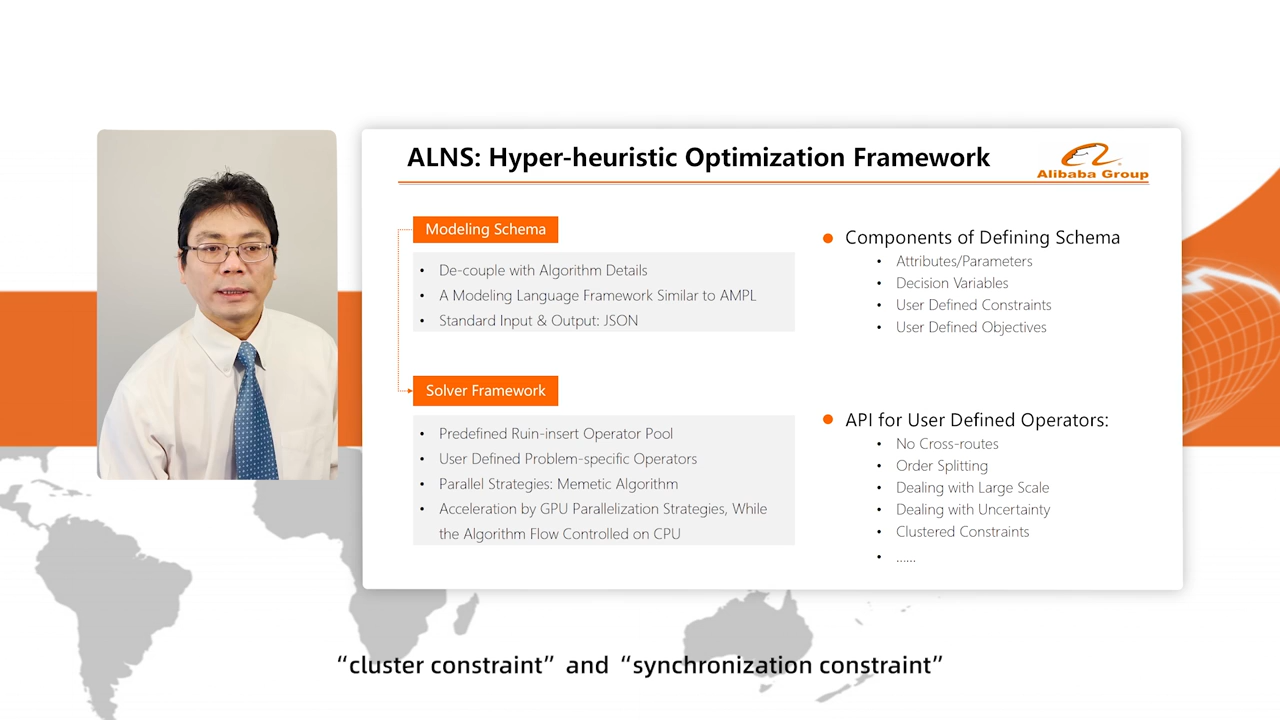 ALNS: Hyper-heuristic Optimization Framework
Alibaba Group
Modeling Schema
• De-couple with Algorithm Details
• A Modeling Language Framework Similar to AMPL
• Standard Input & Output: JSON
Solver Framework
• Predefined Ruin-insert Operator Pool
• User Defined Problem-specific Operators
• Parallel Strategies: Memetic Algorithm
• Acceleration by GPU Parallelization Strategies, While
the Algorithm Flow Controlled on CPU
● Components of Defining Schema
• Attributes/Parameters
• Decision Variables
• User Defined Constraints
• User Defined Objectives
● API for User Defined Operators:
• No Cross-routes
• Order Splitting
• Dealing with Large Scale
• Dealing with Uncertainty
• Clustered Constraints
• ......
“cluster constraint” and “synchronization constraint”